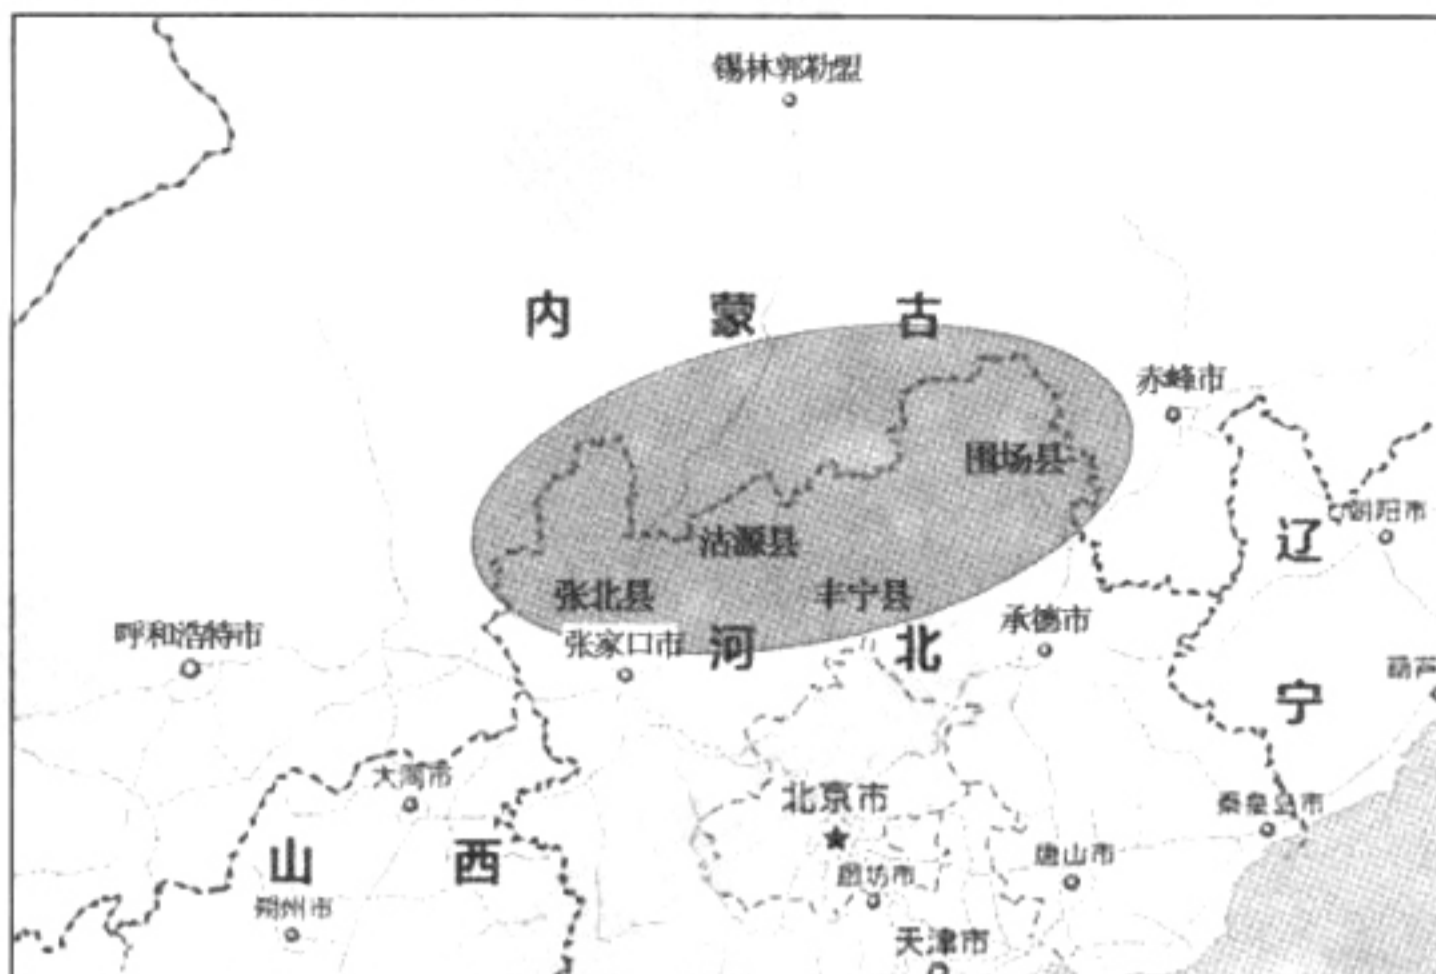 锡林郭勒盟
内蒙古
赤峰市
围场县
朝阳市
沽源县
辽宁
张北县
丰宁县
呼和浩特市
张家口市
河北
承德市
葫芦
大同市
北京市
秦皇岛市
山西
唐山市
廊坊市
朔州市
天津市